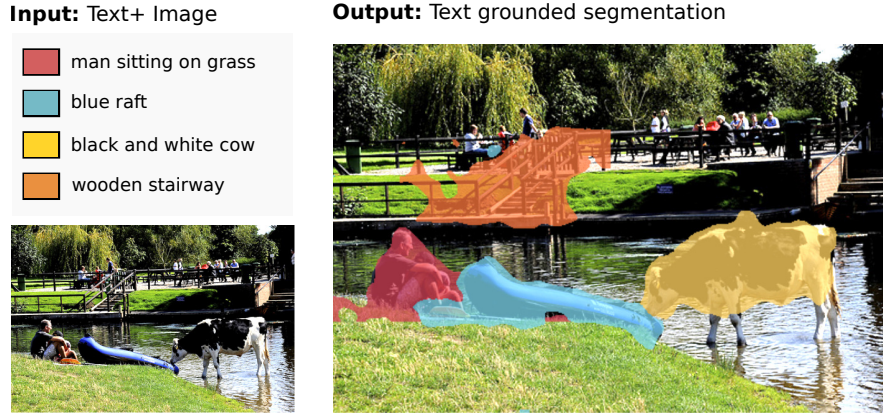 Input: Text+ Image
man sitting on grass
blue raft
black and white cow
wooden stairway
Output: Text grounded segmentation